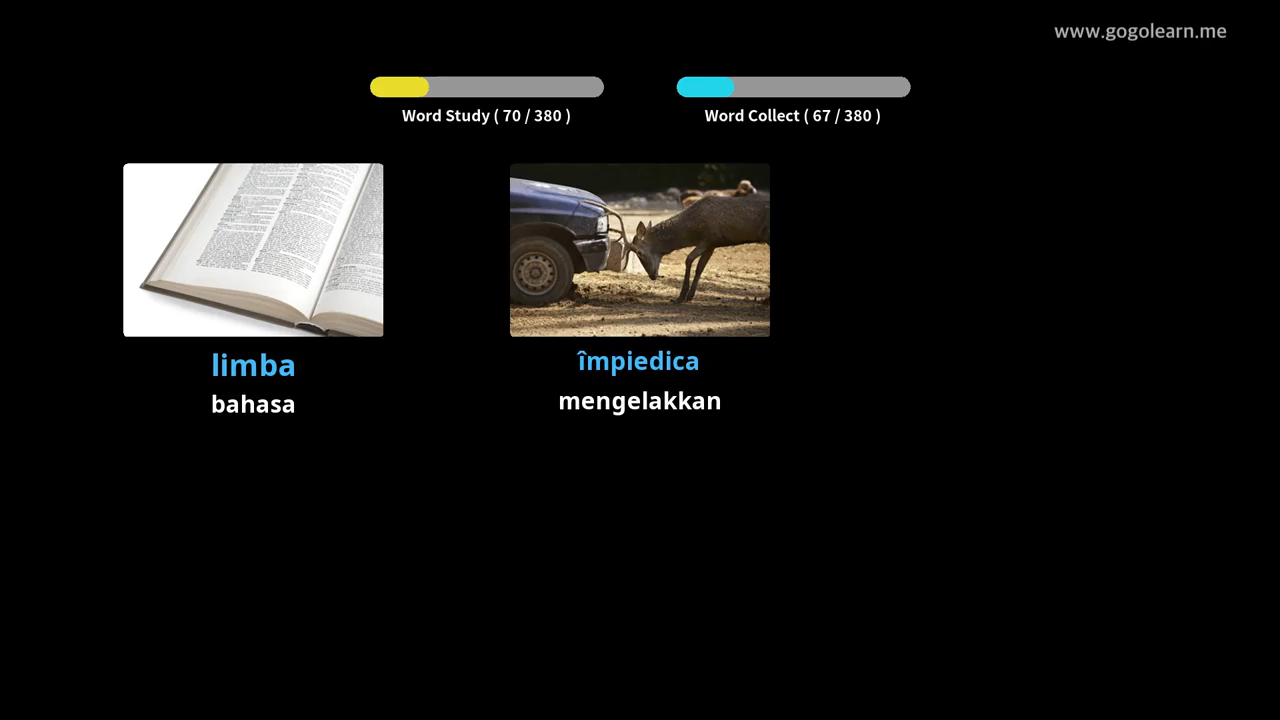 www.gogolearn.me
Word Study ( 70 / 380 )
Word Collect ( 67 / 380 )
limba
bahasa
împiedica
mengelakkan